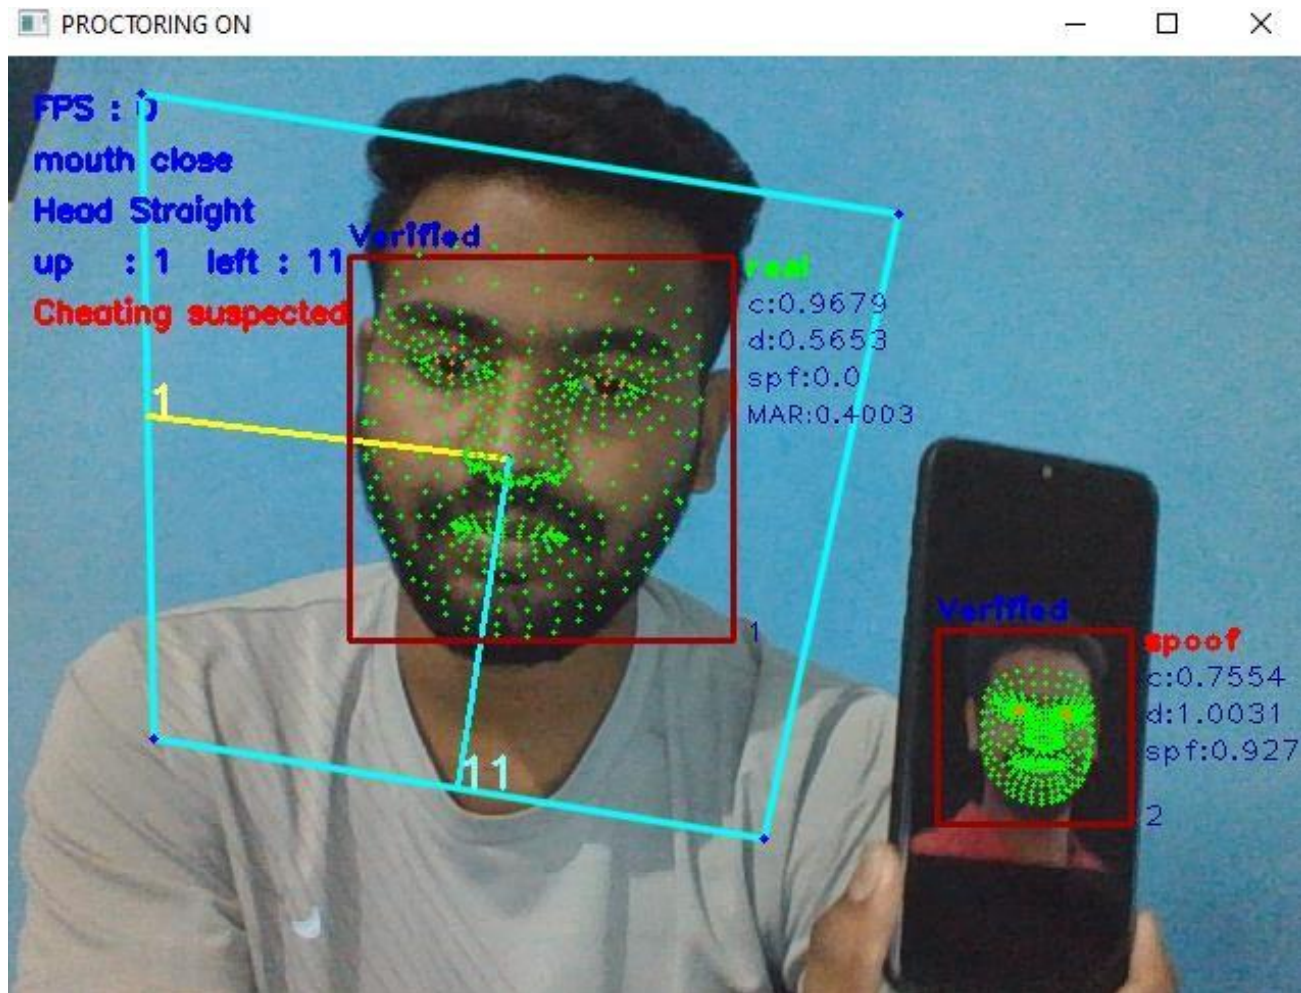 PROCTORING ON
FPS : 0
mouth close
Head Straight
up : 1 left : 11
Cheating suspected
Verified
real
c:0.9679
d:0.5653
spf:0.0
MAR:0.4003
1
1
11
Verified
spoof
c:0.7554
d:1.0031
spf:0.927
2